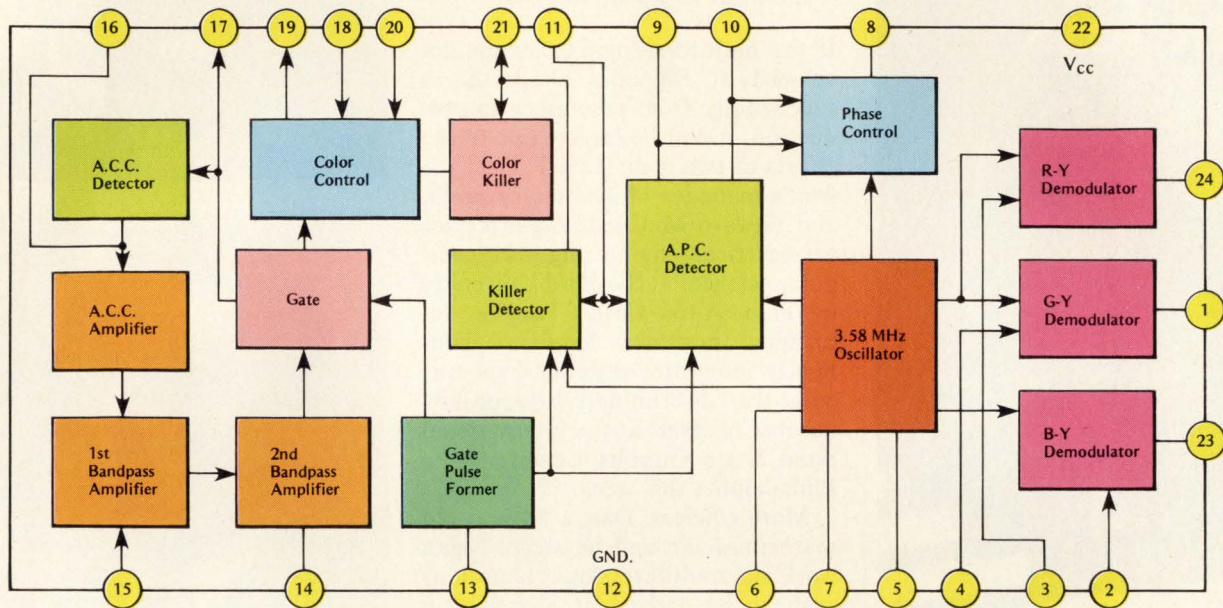 16
17
19
18
20
21
11
9
10
8
22
VCC
A.C.C.
Detector
Color
Control
Color
Killer
Phase
Control
R-Y
Demodulator
24
A.C.C.
Amplifier
Gate
Killer
Detector
A.P.C.
Detector
3.58 MHz
Oscillator
G-Y
Demodulator
1
1st
Bandpass
Amplifier
2nd
Bandpass
Amplifier
Gate
Pulse
Former
B-Y
Demodulator
23
GND.
15
14
13
12
6
7
5
4
3
2